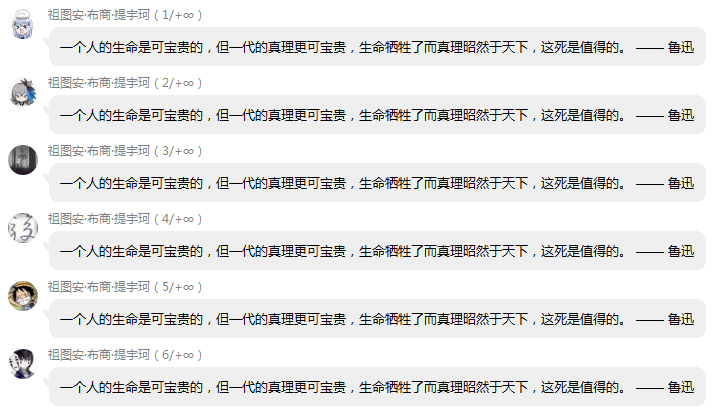 祖图安·布商·提宇珂（1/+∞）
一个人的生命是可宝贵的，但一代的真理更可宝贵，生命牺牲了而真理昭然于天下，这死是值得的。 —— 鲁迅
祖图安·布商·提宇珂（2/+∞）
一个人的生命是可宝贵的，但一代的真理更可宝贵，生命牺牲了而真理昭然于天下，这死是值得的。 —— 鲁迅
祖图安·布商·提宇珂（3/+∞）
一个人的生命是可宝贵的，但一代的真理更可宝贵，生命牺牲了而真理昭然于天下，这死是值得的。 —— 鲁迅
祖图安·布商·提宇珂（4/+∞）
一个人的生命是可宝贵的，但一代的真理更可宝贵，生命牺牲了而真理昭然于天下，这死是值得的。 —— 鲁迅
祖图安·布商·提宇珂（5/+∞）
一个人的生命是可宝贵的，但一代的真理更可宝贵，生命牺牲了而真理昭然于天下，这死是值得的。 —— 鲁迅
祖图安·布商·提宇珂（6/+∞）
一个人的生命是可宝贵的，但一代的真理更可宝贵，生命牺牲了而真理昭然于天下，这死是值得的。 —— 鲁迅